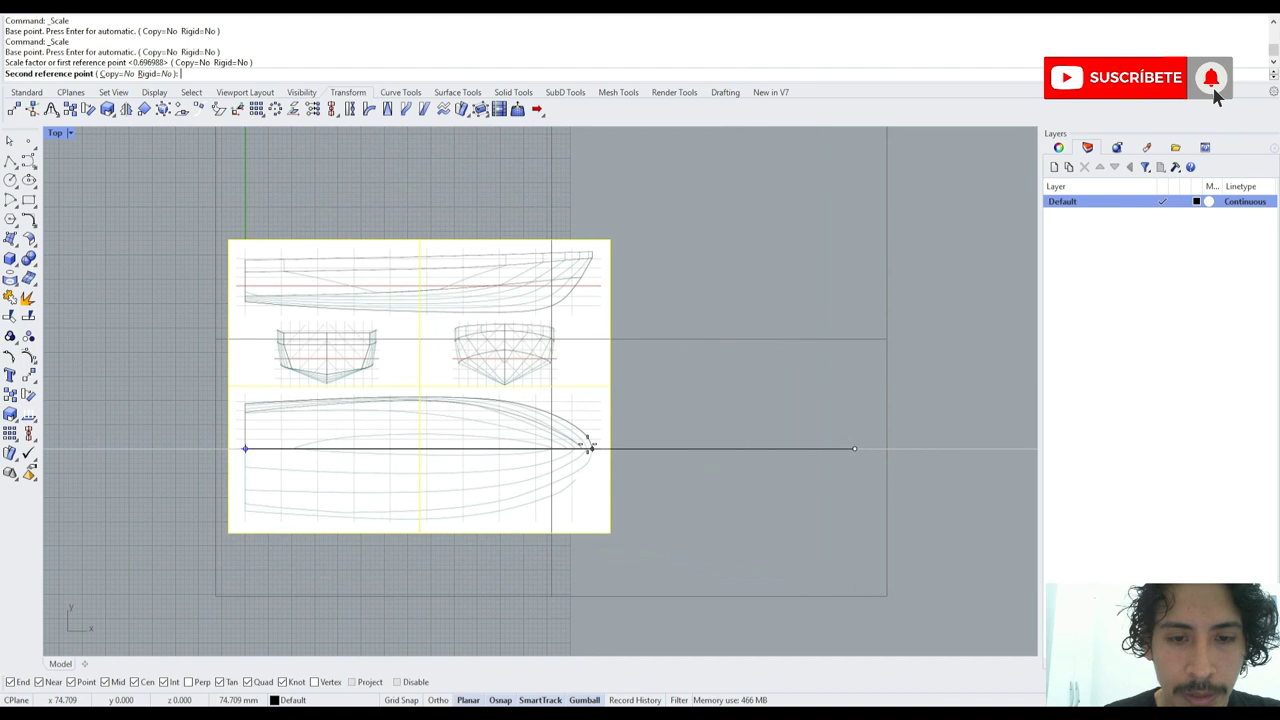 Command: _Scale
Base point. Press Enter for automatic. ( Copy=No Rigid=No )
Command: _Scale
Base point. Press Enter for automatic. ( Copy=No Rigid=No )
Scale factor or first reference point <0.696988> ( Copy=No Rigid=No )
Second reference point ( Copy=No Rigid=No ):
SUSCRÍBETE
Standard CPlanes Set View Display Select Viewport Layout Visibility Transform Curve Tools Surface Tools Solid Tools SubD Tools Mesh Tools Render Tools Drafting New in V7
Top
Layers
Layer M... Linetype
Default Continuous
y
x
Model
End Near Point Mid Cen Int Perp Tan Quad Knot Vertex Project Disable
CPlane x 74.709 y 0.000 z 0.000 74.709 mm Default Grid Snap Ortho Planar Osnap SmartTrack Gumball Record History Filter Memory use: 466 MB